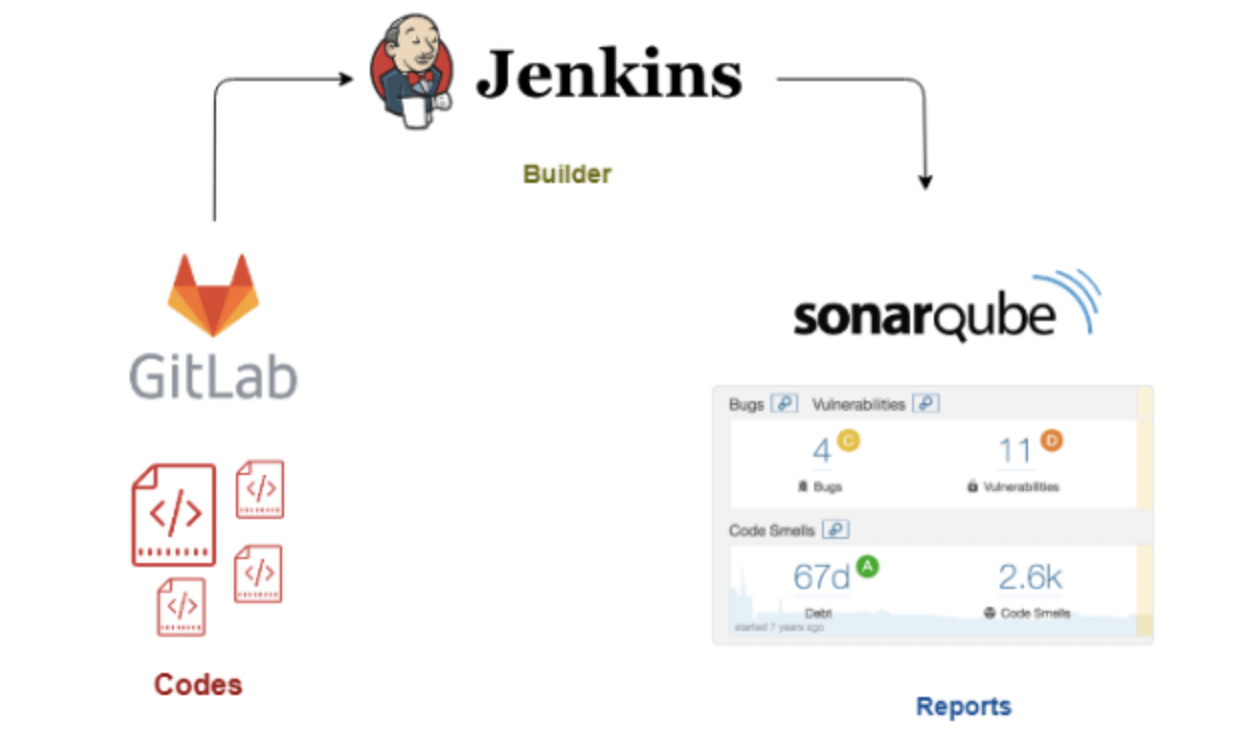 Jenkins
Builder
GitLab
sonarqube
Bugs Vulnerabilities
4 C 11 D
Bugs Vulnerabilities
Code Smells
67d A 2.6k
Debt Code Smells
started 7 years ago
</> </>
</> </>
Codes
Reports